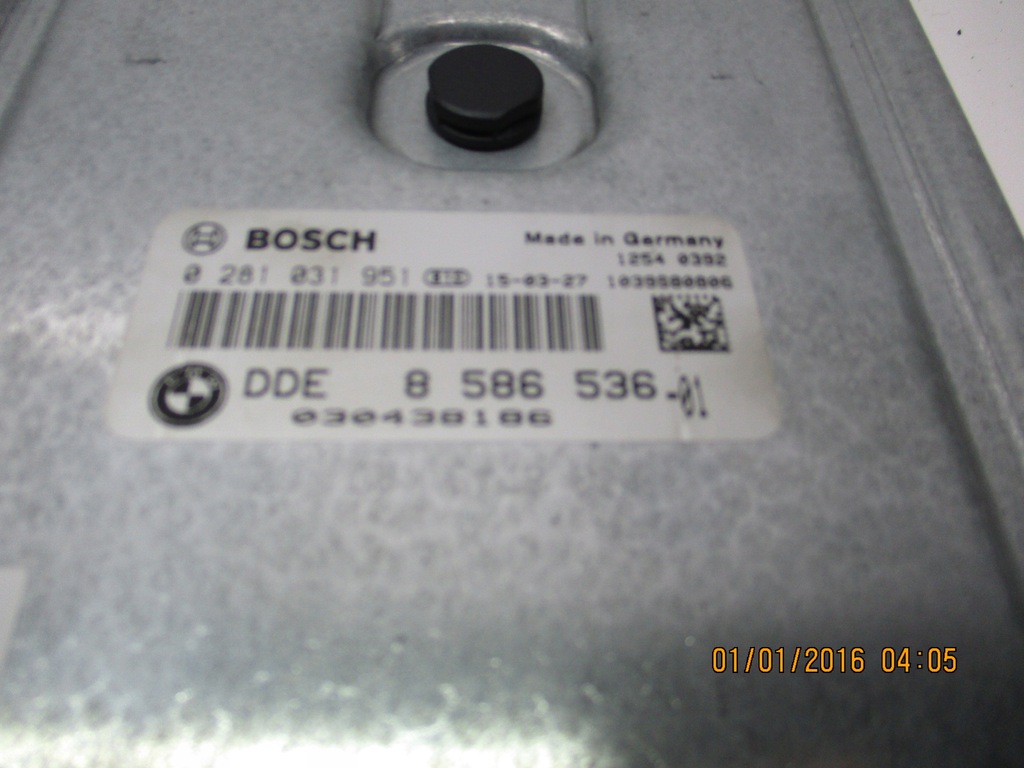 BOSCH
Made in Germany
1254 0392
0 281 031 951 15-03-27 1039S80806
DDE 8 586 536-01
030438186
01/01/2016 04:05